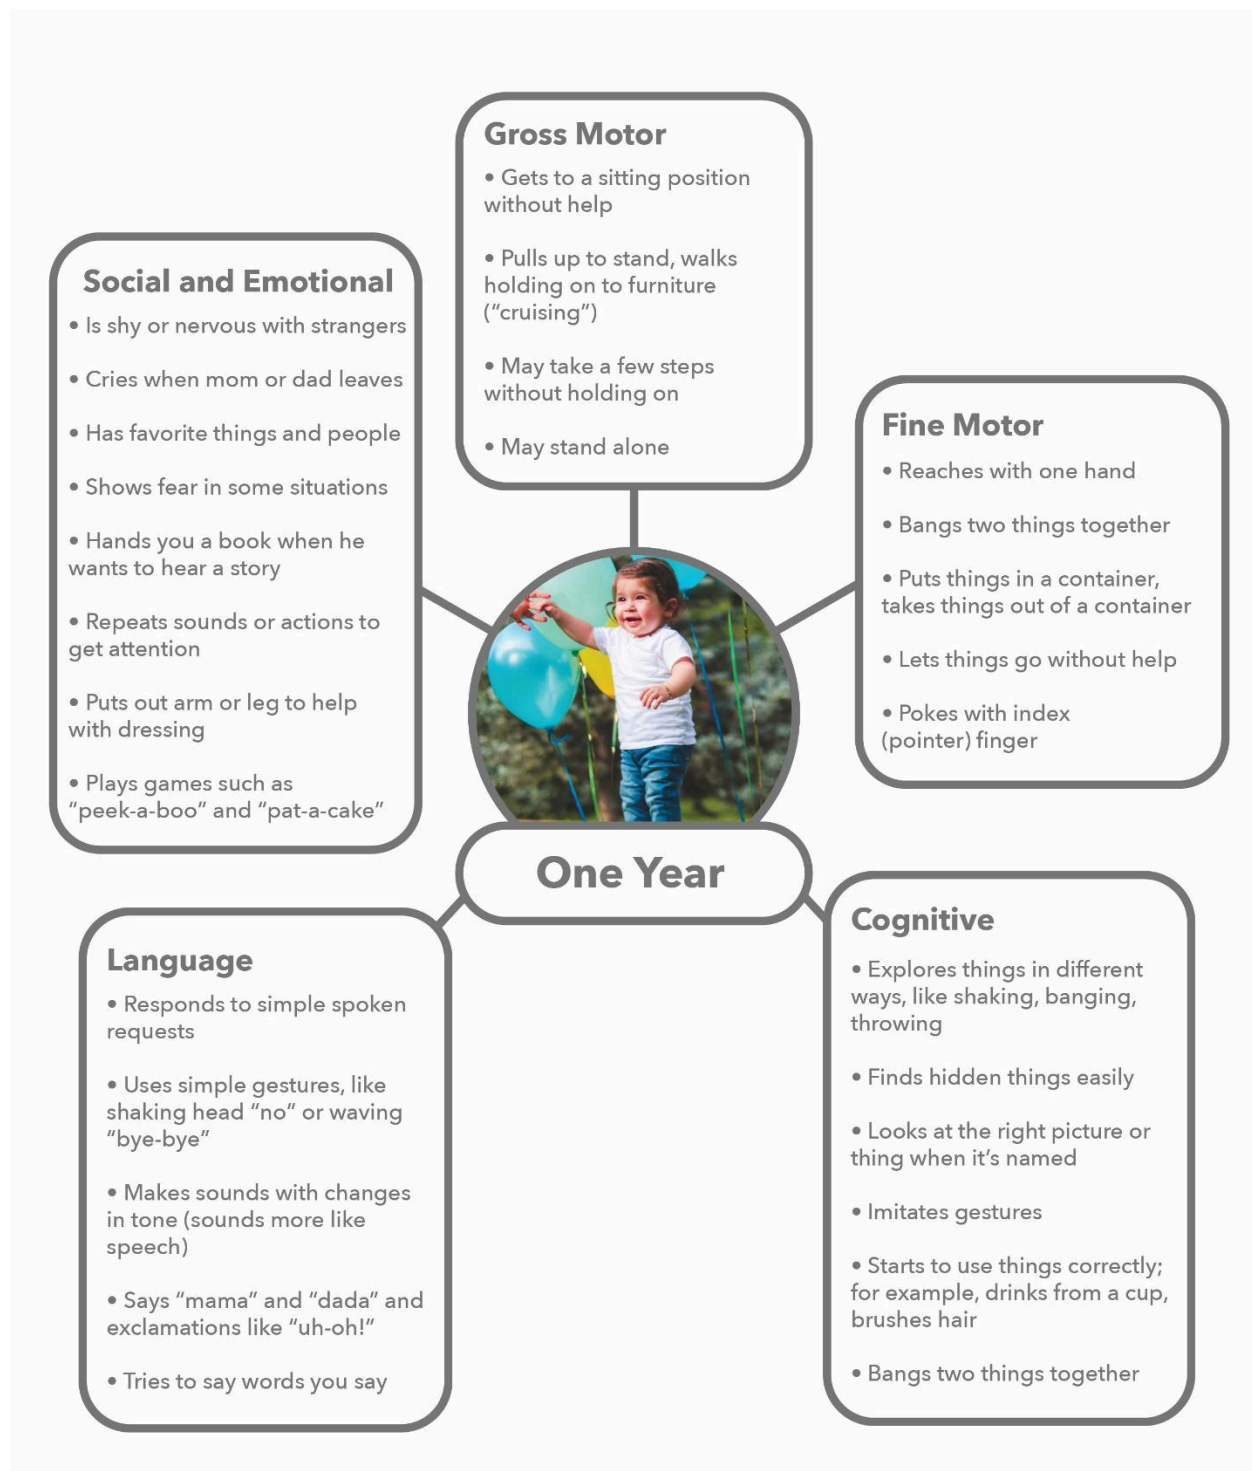 Gross Motor
• Gets to a sitting position
without help
• Pulls up to stand, walks
holding on to furniture
(“cruising”)
• May take a few steps
without holding on
• May stand alone
Social and Emotional
• Is shy or nervous with strangers
• Cries when mom or dad leaves
• Has favorite things and people
• Shows fear in some situations
• Hands you a book when he
wants to hear a story
• Repeats sounds or actions to
get attention
• Puts out arm or leg to help
with dressing
• Plays games such as
“peek-a-boo” and “pat-a-cake”
Fine Motor
• Reaches with one hand
• Bangs two things together
• Puts things in a container,
takes things out of a container
• Lets things go without help
• Pokes with index
(pointer) finger
One Year
Language
• Responds to simple spoken
requests
• Uses simple gestures, like
shaking head “no” or waving
“bye-bye”
• Makes sounds with changes
in tone (sounds more like
speech)
• Says “mama” and “dada” and
exclamations like “uh-oh!”
• Tries to say words you say
Cognitive
• Explores things in different
ways, like shaking, banging,
throwing
• Finds hidden things easily
• Looks at the right picture or
thing when it’s named
• Imitates gestures
• Starts to use things correctly;
for example, drinks from a cup,
brushes hair
• Bangs two things together